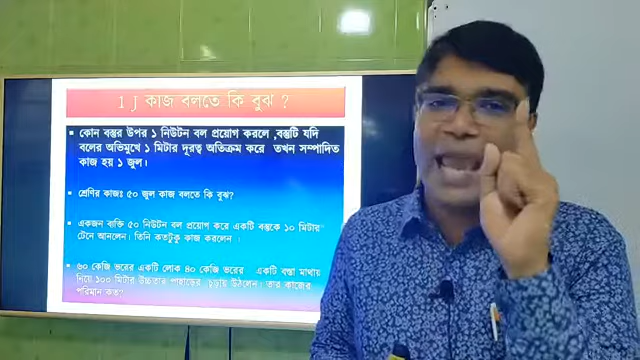 1 J কাজ বলতে কি বুঝ ?
কোন বস্তুর উপর ১ নিউটন বল প্রয়োগ করলে ,বস্তুটি যদি
বলের অভিমুখে ১ মিটার দূরত্ব অতিক্রম করে তখন সম্পাদিত
কাজ হয় ১ জুল।
শ্রেণির কাজঃ ৫০ জুল কাজ বলতে কি বুঝ?
একজন ব্যক্তি ৫০ নিউটন বল প্রয়োগ করে একটি বস্তুকে ১০ মিটার
টেনে আনলেন। তিনি কতটুকু কাজ করলেন ।
৬০ কেজি ভরের একটি লোক ৪০ কেজি ভরের একটি বস্তা মাথায়
নিয়ে ১০০ মিটার উচ্চতার পাহাড়ের চূড়ায় উঠলেন। তার কাজের
পরিমান কত?